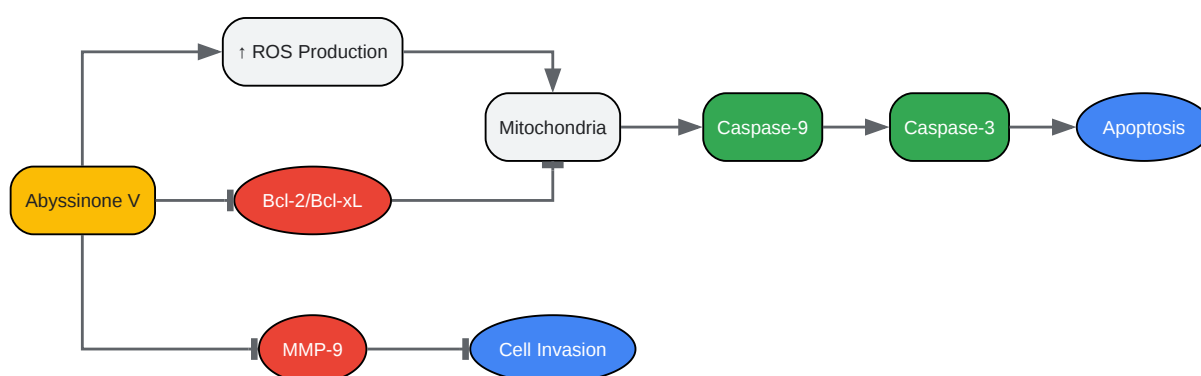 ↑ ROS Production
Mitochondria
Caspase-9
Caspase-3
Apoptosis
Abyssinone V
Bcl-2/Bcl-xL
MMP-9
Cell Invasion